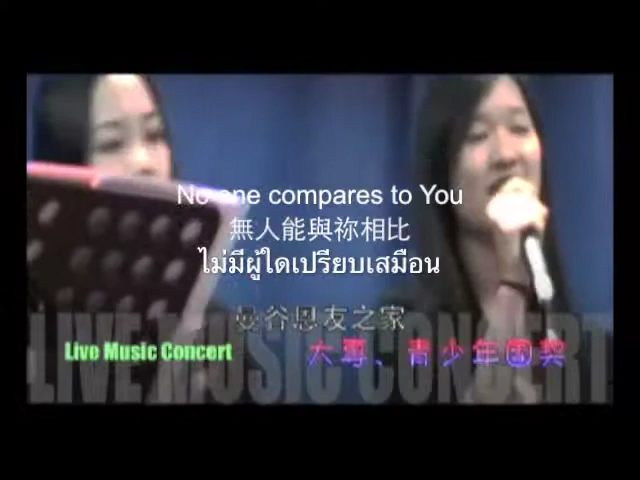 No one compares to You
無人能與祢相比
ไม่มีผู้ใดเปรียบเสมือน
曼谷恩友之家
Live Music Concert
大專、青少年團契
LIVE MUSIC CONCERT